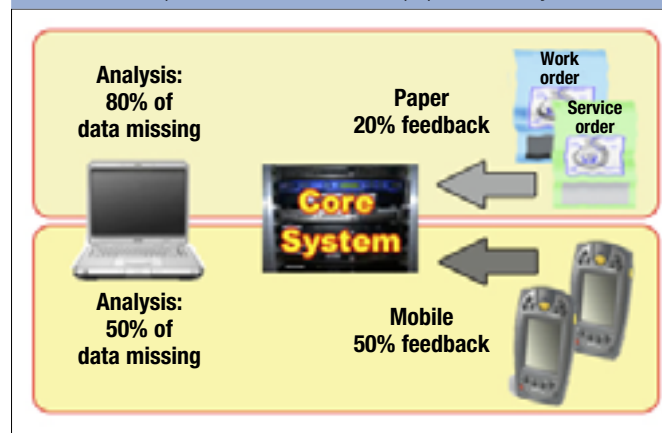 Analysis:
80% of
data missing
Paper
20% feedback
Work
order
Service
order
Core
System
Analysis:
50% of
data missing
Mobile
50% feedback